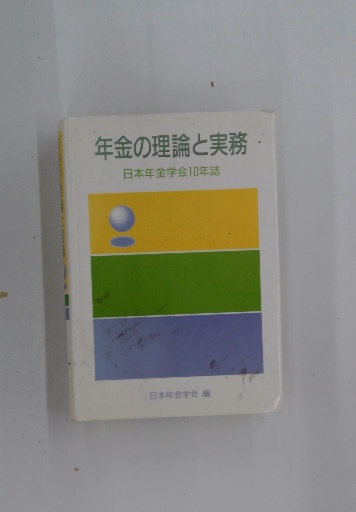 年金の理論と実務
日本年金学会10年誌
日本年金学会 編